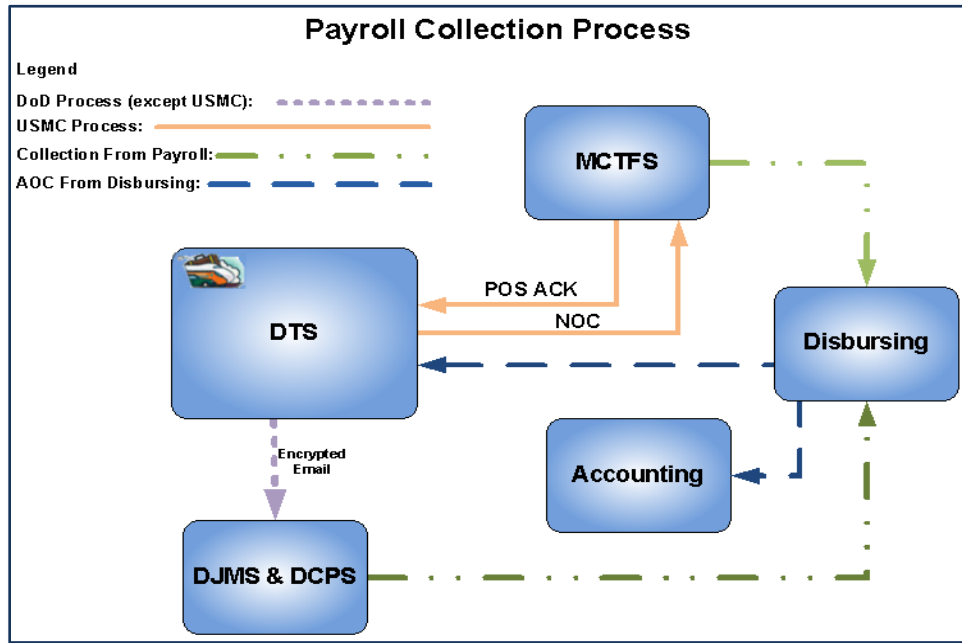 Payroll Collection Process
Legend
DoD Process (except USMC):
USMC Process:
Collection From Payroll:
AOC From Disbursing:
MCTFS
POS ACK
NOC
DTS
Disbursing
Encrypted
Email
Accounting
DJMS & DCPS